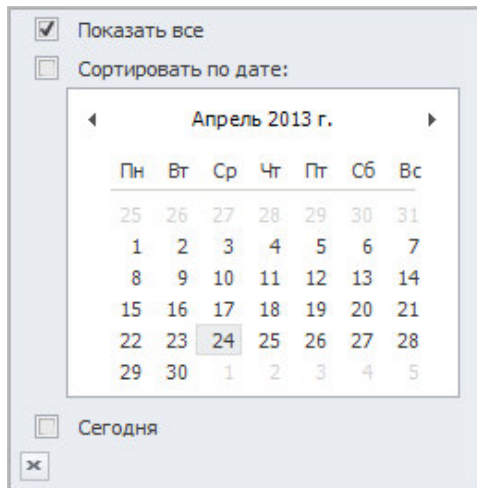 Показать все
Сортировать по дате:
Апрель 2013 г.
Пн Вт Ср Чт Пт Сб Вс
25 26 27 28 29 30 31
1 2 3 4 5 6 7
8 9 10 11 12 13 14
15 16 17 18 19 20 21
22 23 24 25 26 27 28
29 30 1 2 3 4 5
Сегодня